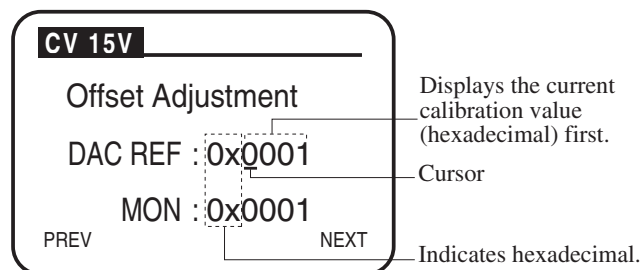 CV 15V
Offset Adjustment
DAC REF : 0x0001
MON : 0x0001
PREV
NEXT
Displays the current
calibration value
(hexadecimal) first.
Cursor
Indicates hexadecimal.